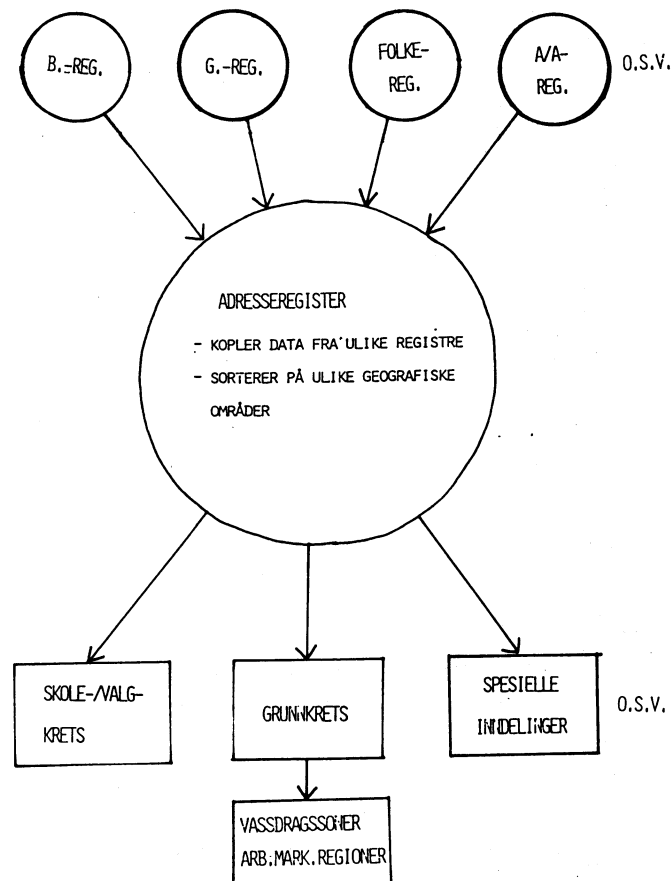 B.-REG.
G.-REG.
FOLKE-
REG.
A/A-
REG.
O.S.V.
ADRESSEREGISTER
- KOPLER DATA FRA ULIKE REGISTRE
- SORTERER PÅ ULIKE GEOGRAFISKE
OMRÅDER
SKOLE-/VALG-
KRETS
GRUNNKRETS
SPESIELLE
INNDELINGER
O.S.V.
VASSDRAGSSONER
ARB.MARK.REGIONER